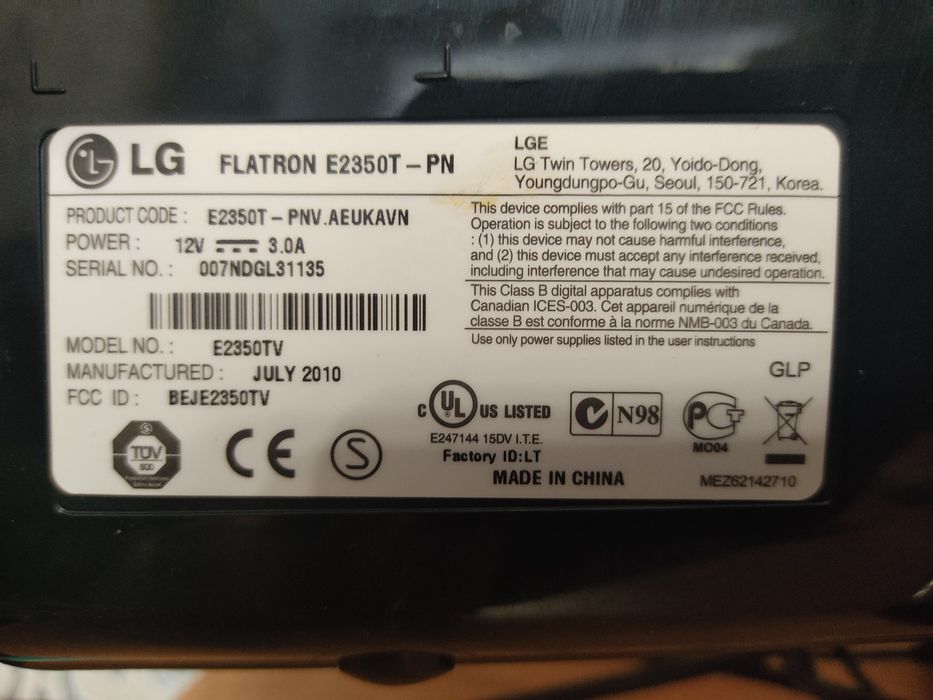 LG FLATRON E2350T-PN
LGE
LG Twin Towers, 20, Yoido-Dong,
Youngdungpo-Gu, Seoul, 150-721, Korea.
PRODUCT CODE : E2350T - PNV.AEUKAVN
POWER : 12V 3.0A
SERIAL NO. : 007NDGL31135
MODEL NO. : E2350TV
MANUFACTURED : JULY 2010
FCC ID : BEJE2350TV
This device complies with part 15 of the FCC Rules.
Operation is subject to the following two conditions
: (1) this device may not cause harmful interference,
and (2) this device must accept any interference received,
including interference that may cause undesired operation.
This Class B digital apparatus complies with
Canadian ICES-003. Cet appareil numérique de la
classe B est conforme à la norme NMB-003 du Canada.
Use only power supplies listed in the user instructions
GLP
TÜV
SÜD
CE
S
C UL US LISTED
E247144 15DV I.T.E.
Factory ID:LT
MADE IN CHINA
N98
PCT
MO04
MEZ62142710